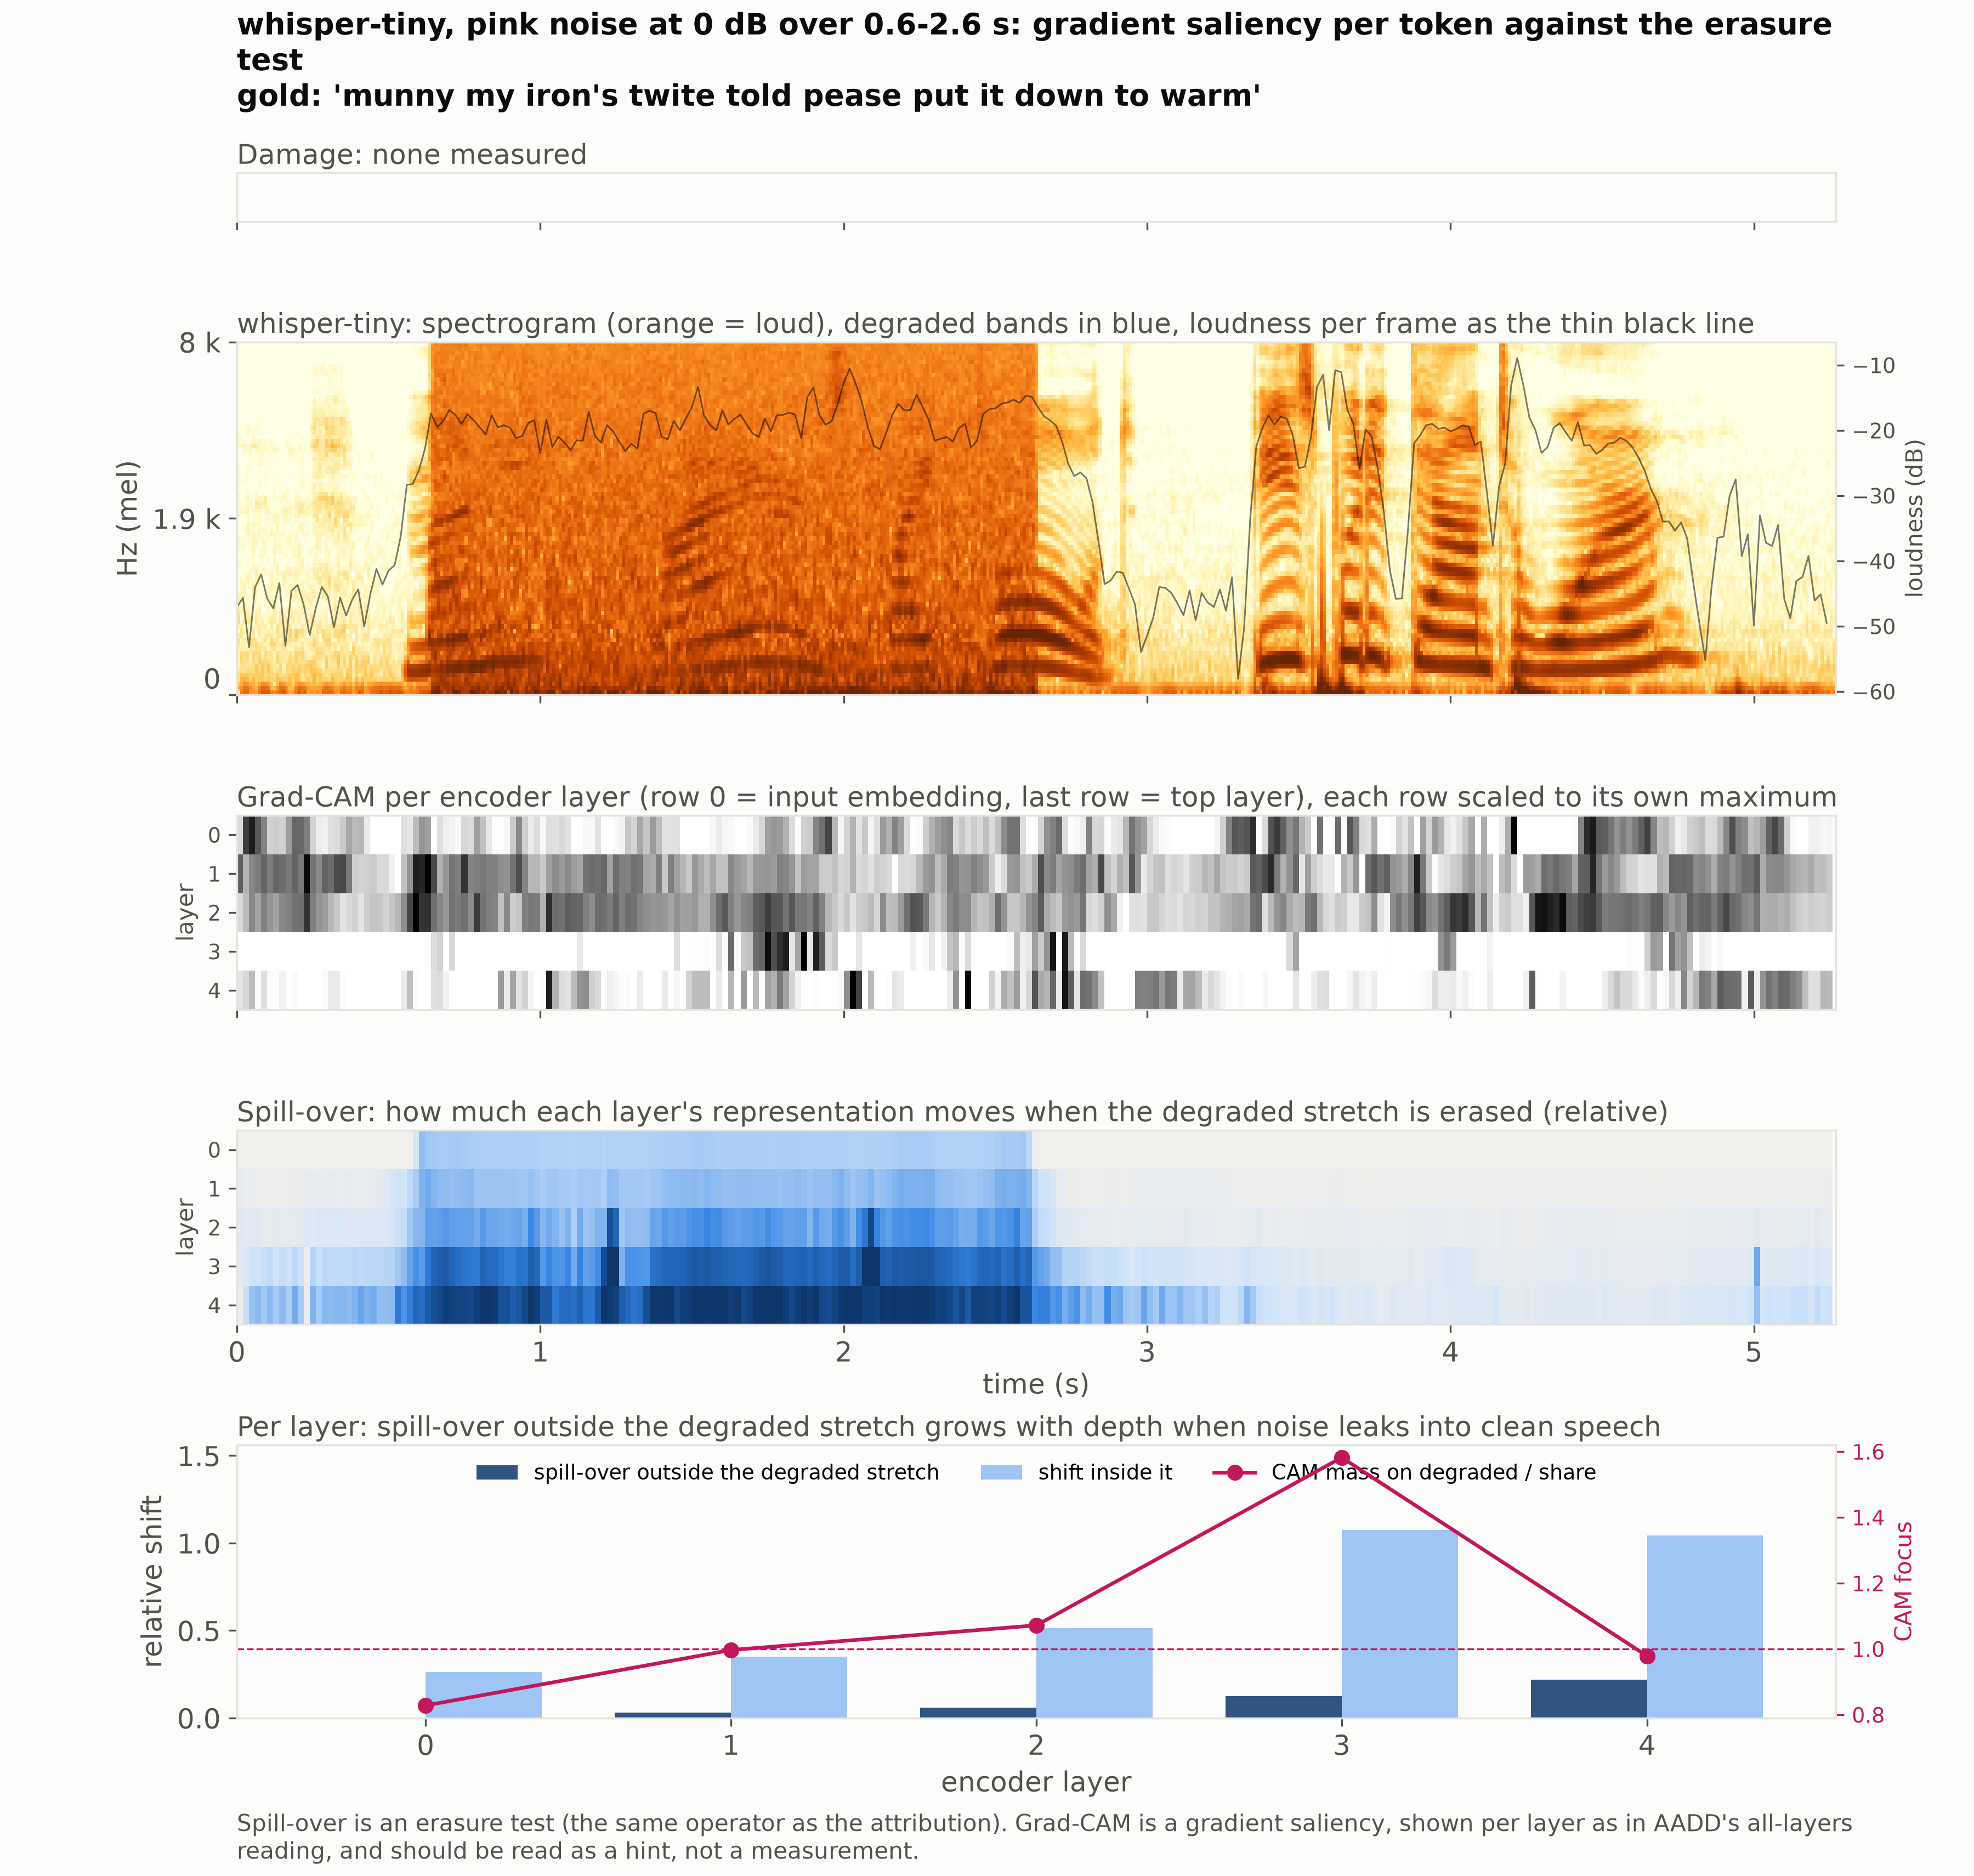 whisper-tiny, pink noise at 0 dB over 0.6-2.6 s: gradient saliency per token against the erasure
test
gold: 'munny my iron's twite told pease put it down to warm'
Damage: none measured
whisper-tiny: spectrogram (orange = loud), degraded bands in blue, loudness per frame as the thin black line
8 k
1.9 k
0
Hz (mel)
−10
−20
−30
−40
−50
−60
loudness (dB)
Grad-CAM per encoder layer (row 0 = input embedding, last row = top layer), each row scaled to its own maximum
0
1
2
3
4
layer
Spill-over: how much each layer's representation moves when the degraded stretch is erased (relative)
0
1
2
3
4
layer
0 1 2 3 4 5
time (s)
Per layer: spill-over outside the degraded stretch grows with depth when noise leaks into clean speech
1.5
1.0
0.5
0.0
relative shift
spill-over outside the degraded stretch shift inside it CAM mass on degraded / share
1.6
1.4
1.2
1.0
0.8
CAM focus
0 1 2 3 4
encoder layer
Spill-over is an erasure test (the same operator as the attribution). Grad-CAM is a gradient saliency, shown per layer as in AADD's all-layers
reading, and should be read as a hint, not a measurement.